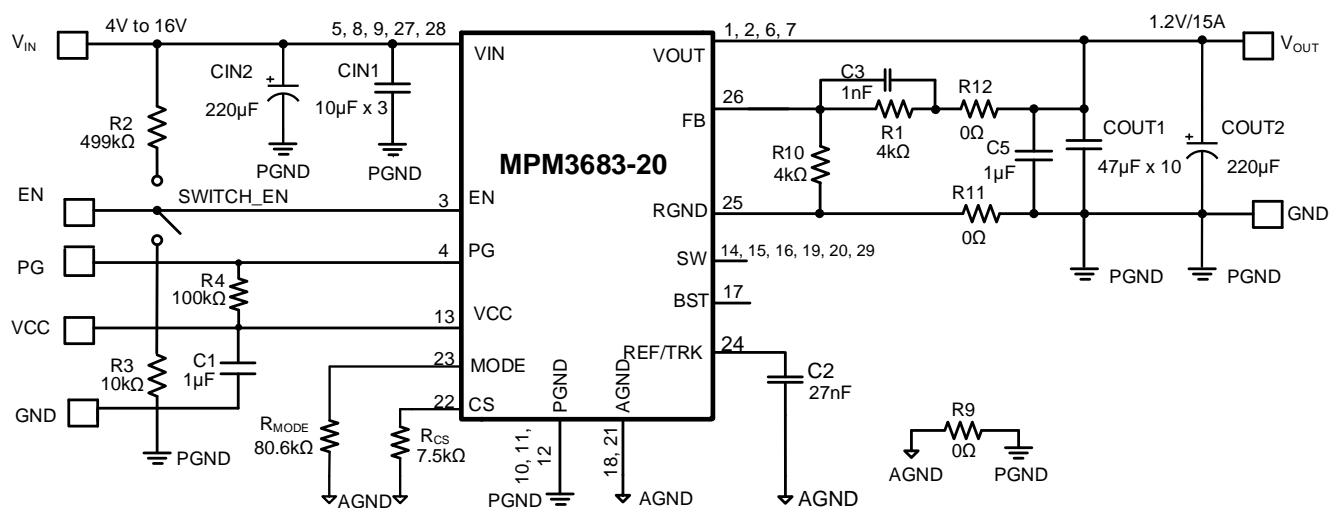 4V to 16V
V_IN
5, 8, 9, 27, 28
1, 2, 6, 7
1.2V/15A
V_OUT
VIN
VOUT
CIN2
+
220µF
CIN1
10µF x 3
PGND
PGND
R2
499kΩ
C3
1nF
26
FB
R1
4kΩ
R12
0Ω
R10
4kΩ
C5
1µF
COUT1
47µF x 10
COUT2
+
220µF
MPM3683-20
EN
SWITCH_EN
3
EN
RGND
25
R11
0Ω
GND
PG
4
PG
SW
14, 15, 16, 19, 20, 29
PGND
PGND
R4
100kΩ
BST
17
VCC
13
VCC
R3
10kΩ
C1
1µF
23
MODE
REF/TRK
24
C2
27nF
GND
22
CS
PGND
AGND
R_MODE
80.6kΩ
R_CS
7.5kΩ
10, 11,
12
18, 21
R9
0Ω
AGND
PGND
PGND
AGND
AGND
PGND
AGND
AGND